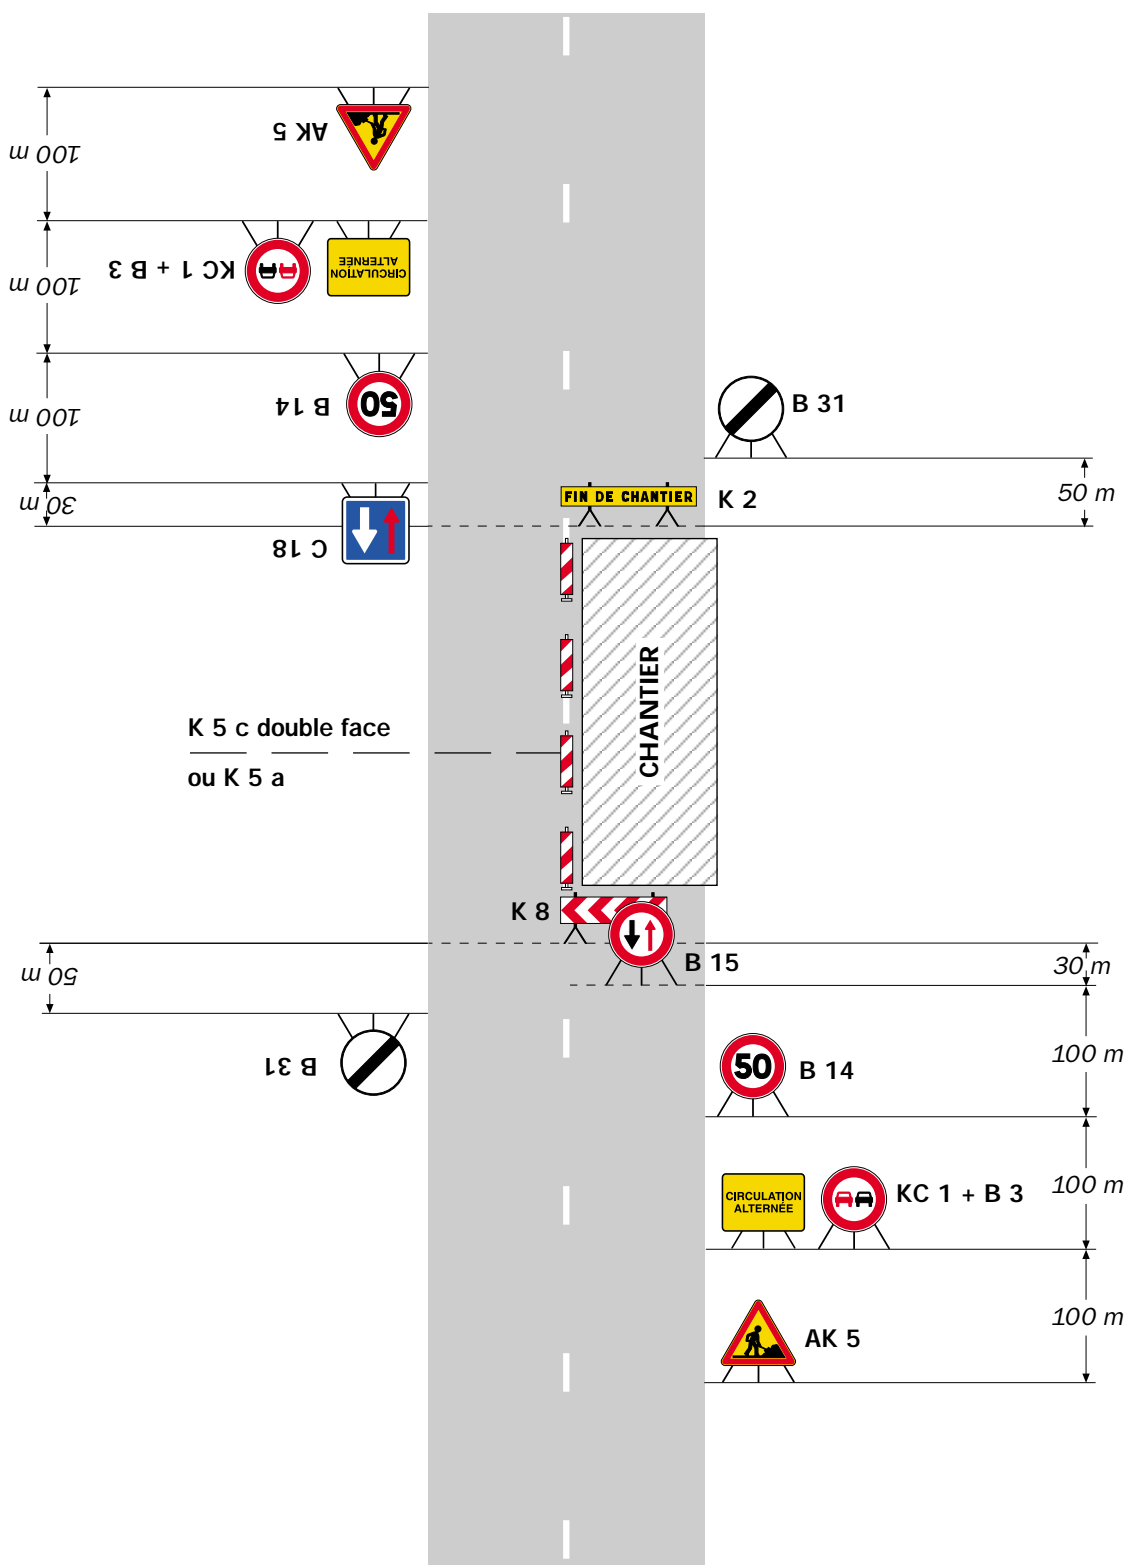 AK 5
100 m
CIRCULATION
ALTERNÉE
KC 1 + B 3
100 m
50
B 14
100 m
B 31
50 m
30 m
C 18
FIN DE CHANTIER
K 2
CHANTIER
K 5 c double face
ou K 5 a
K 8
B 15
30 m
50 m
B 31
50
B 14
100 m
CIRCULATION
ALTERNÉE
KC 1 + B 3
100 m
AK 5
100 m